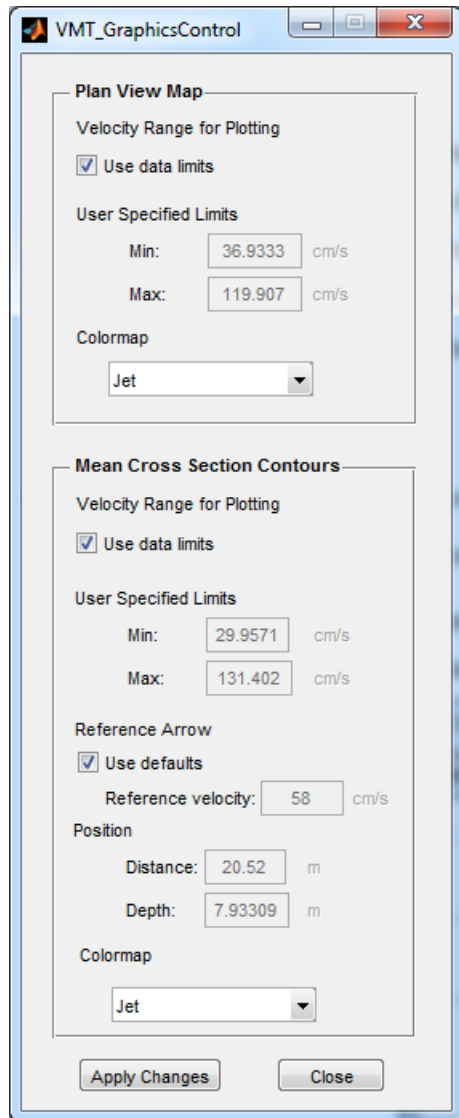 VMT_GraphicsControl
Plan View Map
Velocity Range for Plotting
Use data limits
User Specified Limits
Min: 36.9333 cm/s
Max: 119.907 cm/s
Colormap
Jet
Mean Cross Section Contours
Velocity Range for Plotting
Use data limits
User Specified Limits
Min: 29.9571 cm/s
Max: 131.402 cm/s
Reference Arrow
Use defaults
Reference velocity: 58 cm/s
Position
Distance: 20.52 m
Depth: 7.93309 m
Colormap
Jet
Apply Changes Close